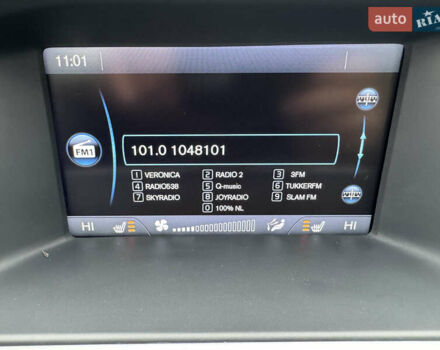 auto RIA
11:01
FM1
101.0 1048101
1 VERONICA 2 RADIO 2 3 3FM
4 RADIO538 5 Q-music 6 TUKKERFM
7 SKYRADIO 8 JOYRADIO 9 SLAM FM
0 100% NL
HI HI